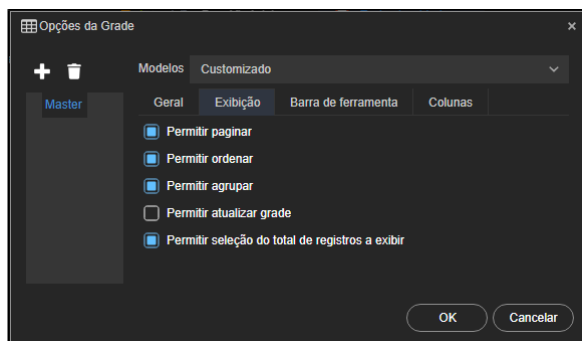 Opções da Grade
Modelos Customizado
Master
Geral Exibição Barra de ferramenta Colunas
Permitir paginar
Permitir ordenar
Permitir agrupar
Permitir atualizar grade
Permitir seleção do total de registros a exibir
OK Cancelar